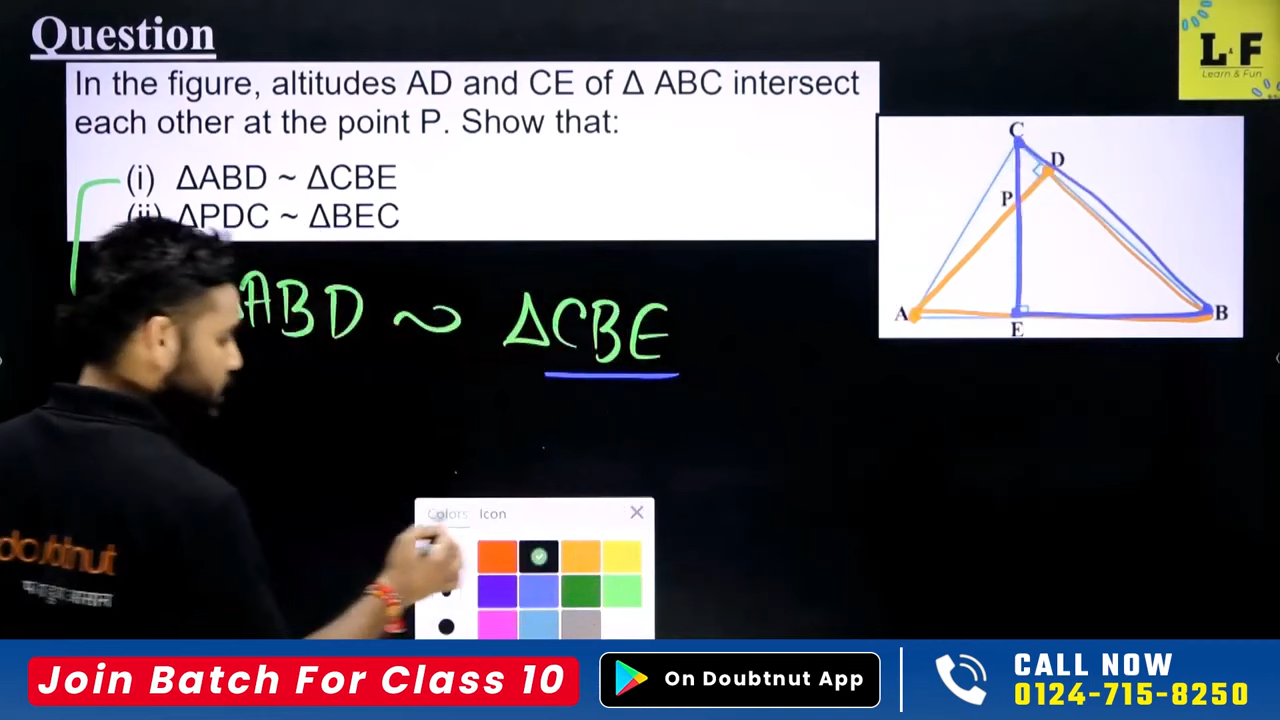 Question
L&F
Learn & Fun
In the figure, altitudes AD and CE of Δ ABC intersect
each other at the point P. Show that:
(i) ΔABD ~ ΔCBE
(ii) ΔPDC ~ ΔBEC
C
D
P
A
E
B
ABD ~ ΔCBE
Colors Icon
doubtnut
Join Batch For Class 10
On Doubtnut App
CALL NOW
0124-715-8250